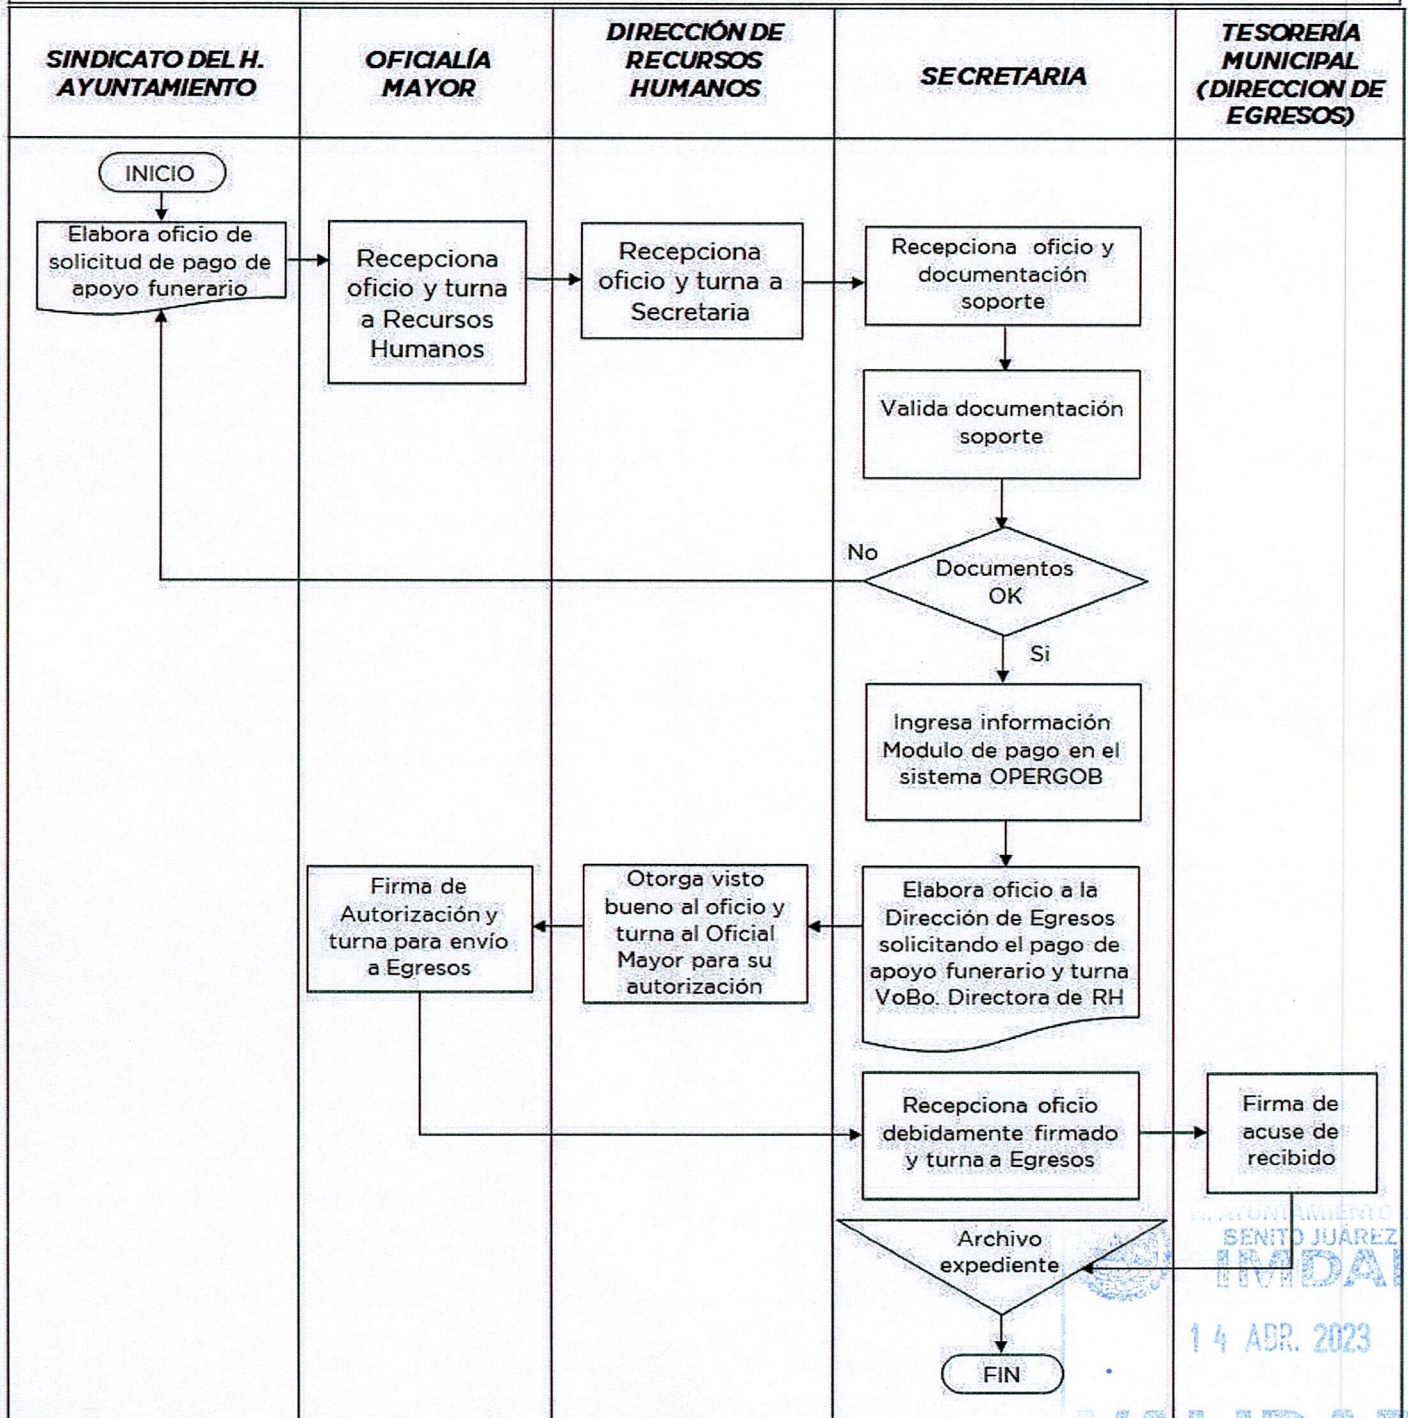 SINDICATO DEL H.
AYUNTAMIENTO
OFICIALÍA
MAYOR
DIRECCIÓN DE
RECURSOS
HUMANOS
SECRETARIA
TESORERÍA
MUNICIPAL
(DIRECCION DE
EGRESOS)
INICIO
Elabora oficio de
solicitud de pago de
apoyo funerario
Recepciona
oficio y turna
a Recursos
Humanos
Recepciona
oficio y turna a
Secretaria
Recepciona oficio y
documentación
soporte
Valida documentación
soporte
No
Documentos
OK
Si
Ingresa información
Modulo de pago en el
sistema OPERGOB
Elabora oficio a la
Dirección de Egresos
solicitando el pago de
apoyo funerario y turna
VoBo. Directora de RH
Otorga visto
bueno al oficio y
turna al Oficial
Mayor para su
autorización
Firma de
Autorización y
turna para envío
a Egresos
Recepciona oficio
debidamente firmado
y turna a Egresos
Firma de
acuse de
recibido
Archivo
expediente
FIN
AYUNTAMIENTO
BENITO JUÁREZ
IMDAI
14 ABR. 2023